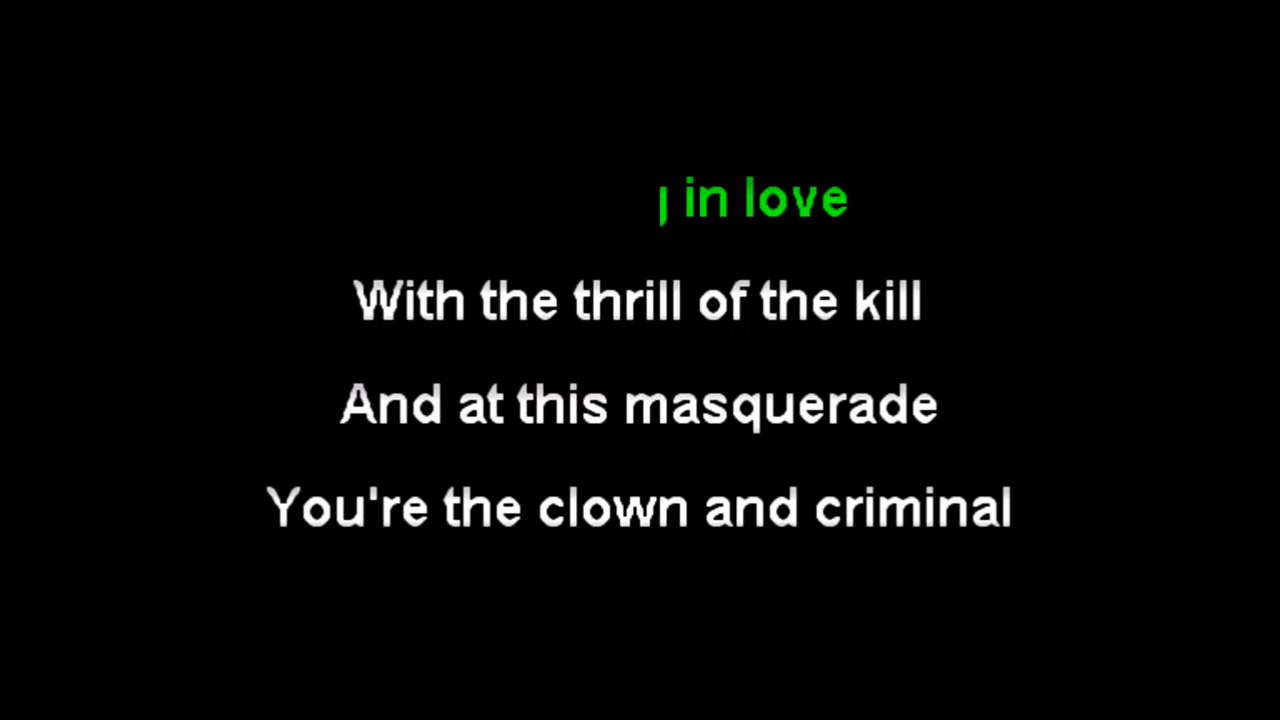 in love
With the thrill of the kill
And at this masquerade
You're the clown and criminal